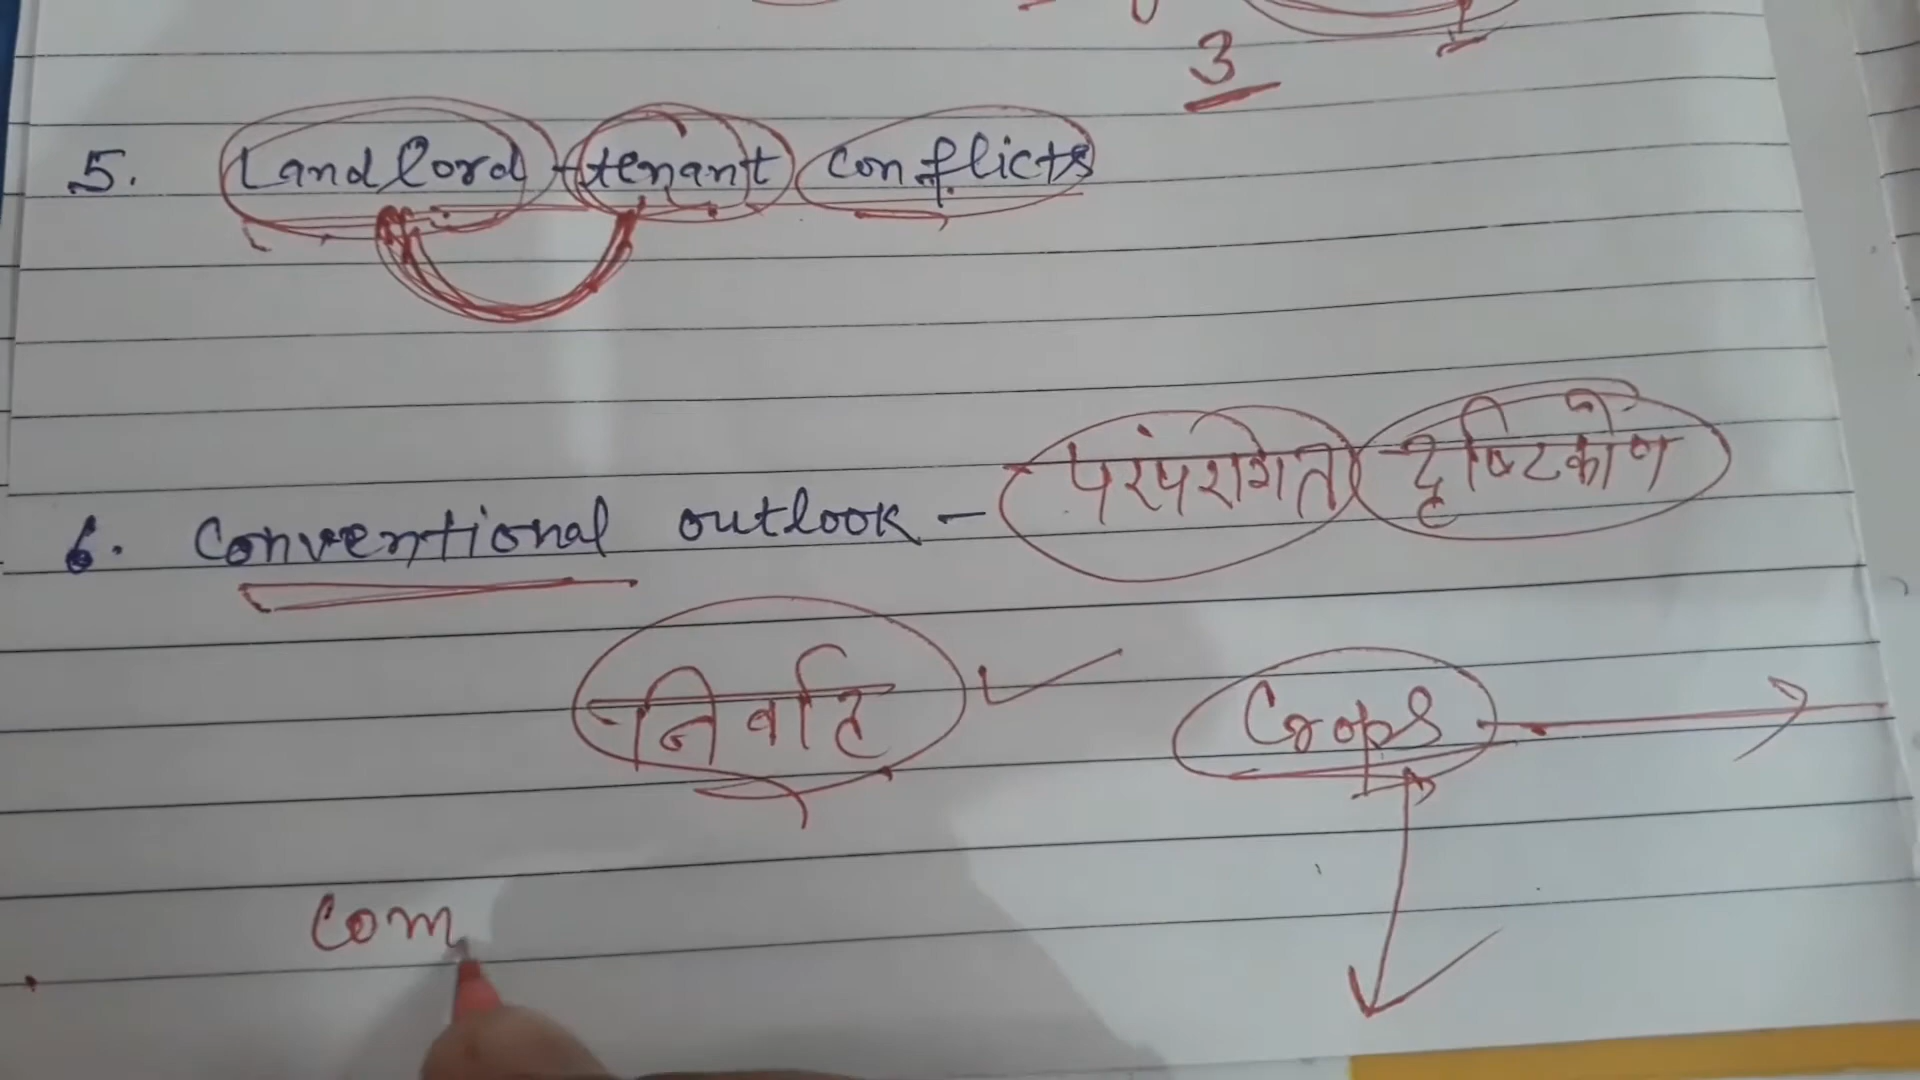 3
5. Landlord-tenant conflicts
6. Conventional outlook - परंपरागत दृष्टिकोण
निर्वाह Crops
Com